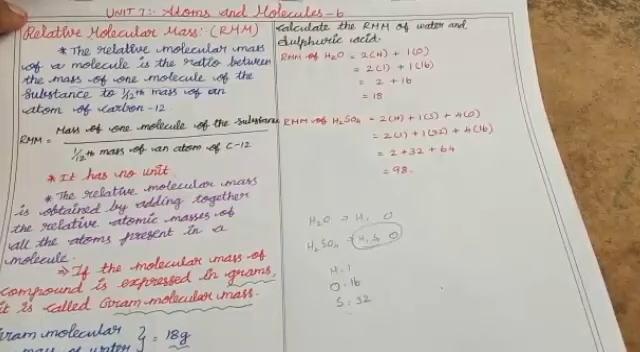 UNIT 7: Atoms and Molecules - 6
Relative Molecular Mass: (RMM)
* The relative molecular mass
of a molecule is the ratio between
the mass of one molecule of the
substance to 1/12th mass of an
atom of carbon-12.
RMM = Mass of one molecule of the substance
1/12th mass of an atom of C-12
* It has no unit.
* The relative molecular mass
is obtained by adding together
the relative atomic masses of
all the atoms present in a
molecule.
⇒ If the molecular mass of
compound is expressed in grams,
it is called Gram molecular mass.
Gram molecular
mass of water } = 18g
Calculate the RMM of water and
Sulphuric acid.
RMM of H2O = 2(H) + 1(O)
= 2(1) + 1(16)
= 2 + 16
= 18
RMM of H2SO4 = 2(H) + 1(S) + 4(O)
= 2(1) + 1(32) + 4(16)
= 2 + 32 + 64
= 98.
H2O → H, O
H2SO4 → H, S, O
H - 1
O - 16
S - 32